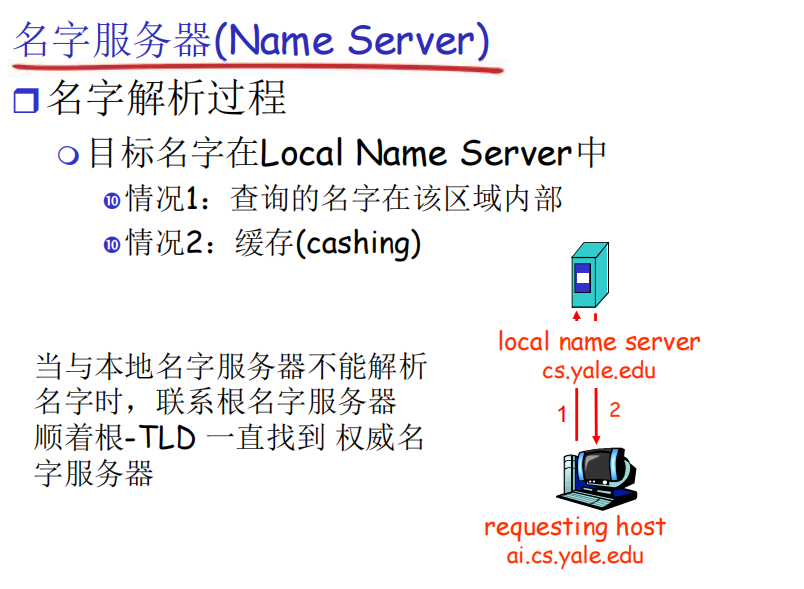 名字服务器(Name Server)
名字解析过程
目标名字在Local Name Server中
情况1：查询的名字在该区域内部
情况2：缓存(cashing)
当与本地名字服务器不能解析
名字时，联系根名字服务器
顺着根-TLD 一直找到 权威名
字服务器
local name server
cs.yale.edu
1
2
requesting host
ai.cs.yale.edu